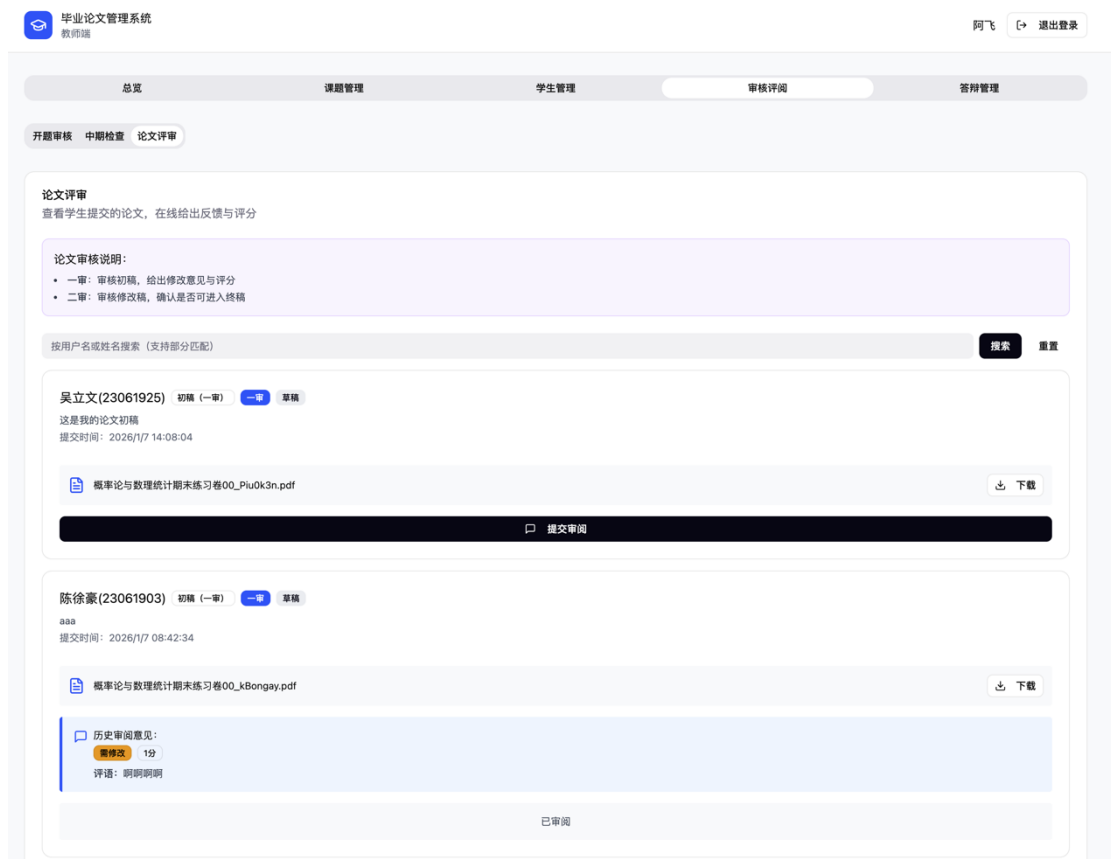 毕业论文管理系统
教师端
阿飞 退出登录
总览 课题管理 学生管理 审核评阅 答辩管理
开题审核 中期检查 论文评审
论文评审
查看学生提交的论文，在线给出反馈与评分
论文审核说明：
• 一审：审核初稿，给出修改意见与评分
• 二审：审核修改稿，确认是否可进入终稿
按用户名或姓名搜索（支持部分匹配） 搜索 重置
吴立文(23061925) 初稿（一审） 一审 草稿
这是我的论文初稿
提交时间：2026/1/7 14:08:04
概率论与数理统计期末练习卷00_Piu0k3n.pdf 下载
提交审阅
陈徐豪(23061903) 初稿（一审） 一审 草稿
aaa
提交时间：2026/1/7 08:42:34
概率论与数理统计期末练习卷00_kBongay.pdf 下载
历史审阅意见：
需修改 1分
评语：啊啊啊啊
已审阅